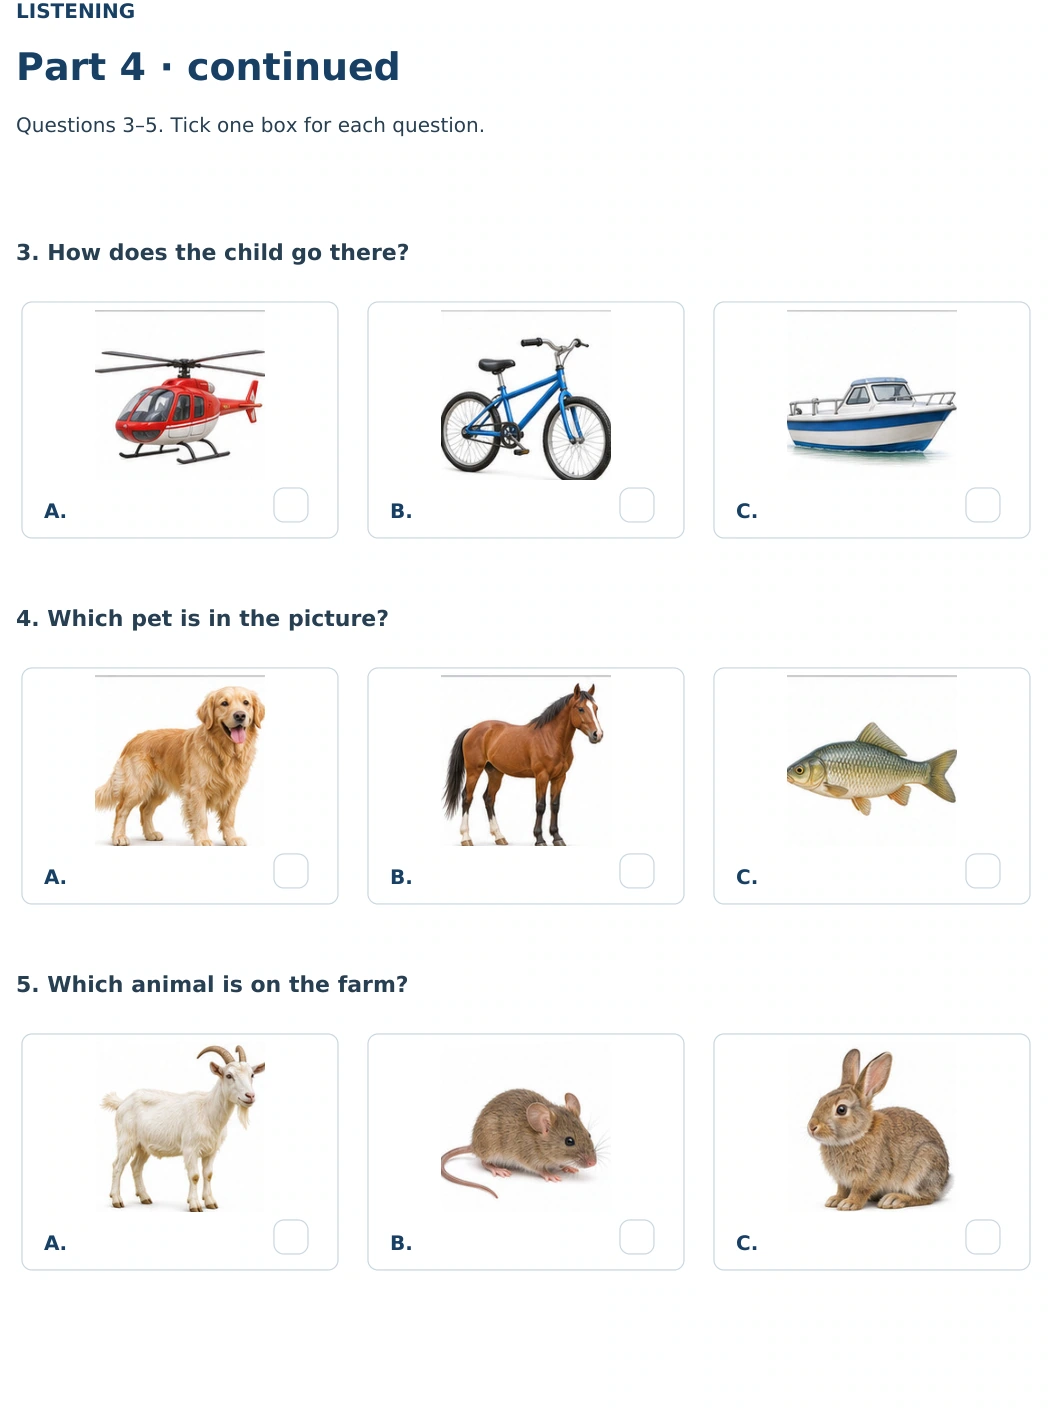 LISTENING
Part 4 · continued
Questions 3–5. Tick one box for each question.
3. How does the child go there?
A.
B.
C.
4. Which pet is in the picture?
A.
B.
C.
5. Which animal is on the farm?
A.
B.
C.